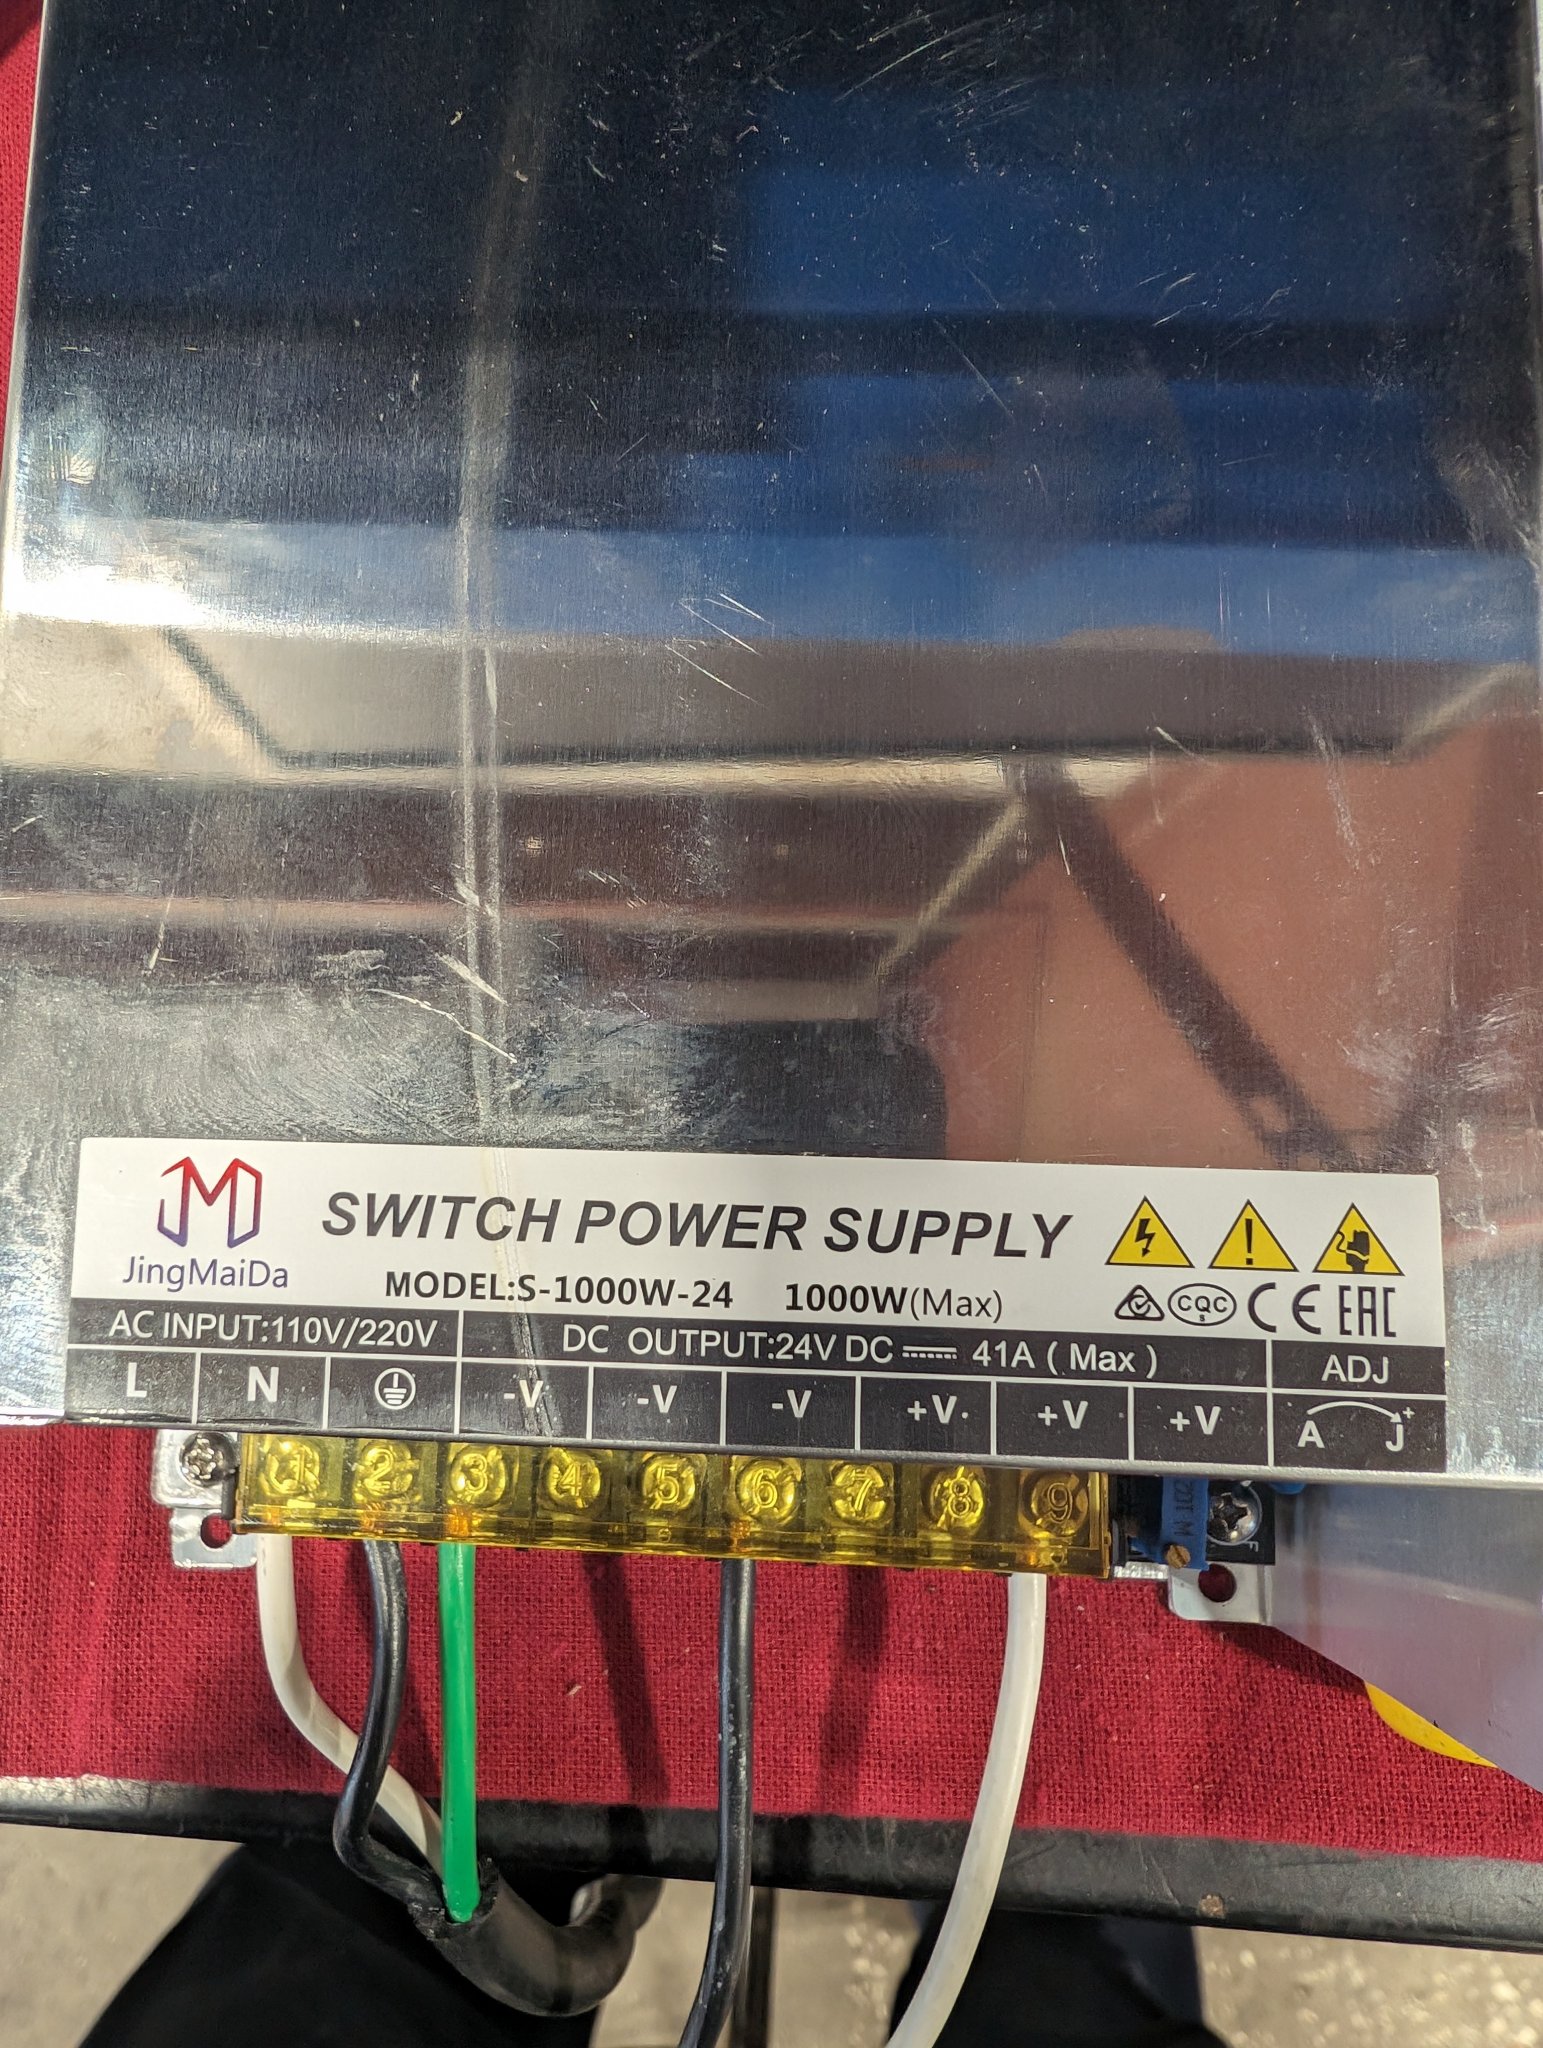 JingMaiDa
SWITCH POWER SUPPLY
MODEL:S-1000W-24 1000W(Max)
CQC
S
CE EAC
AC INPUT:110V/220V
DC OUTPUT:24V DC 41A ( Max )
ADJ
L N -V -V -V +V +V +V
A J +
1 2 3 4 5 6 7 8 9